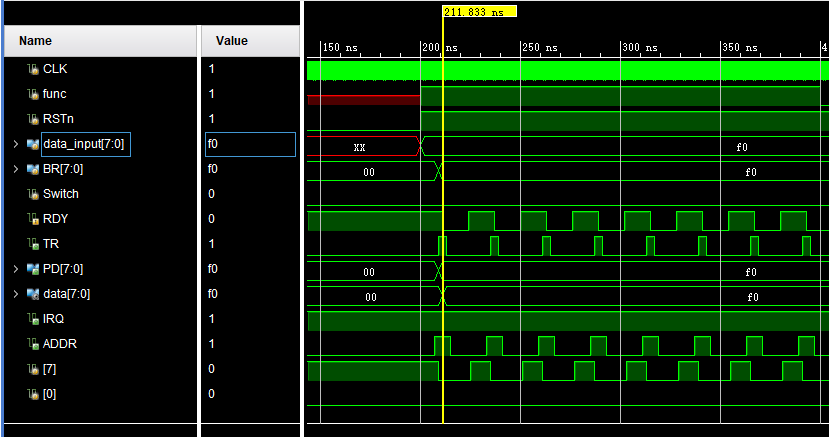 211.833 ns
Name Value
150 ns 200 ns 250 ns 300 ns 350 ns 4
CLK 1
func 1
RSTn 1
data_input[7:0] f0 XX f0
BR[7:0] f0 00 f0
Switch 0
RDY 0
TR 1
PD[7:0] f0 00 f0
data[7:0] f0 00 f0
IRQ 1
ADDR 1
[7] 0
[0] 0